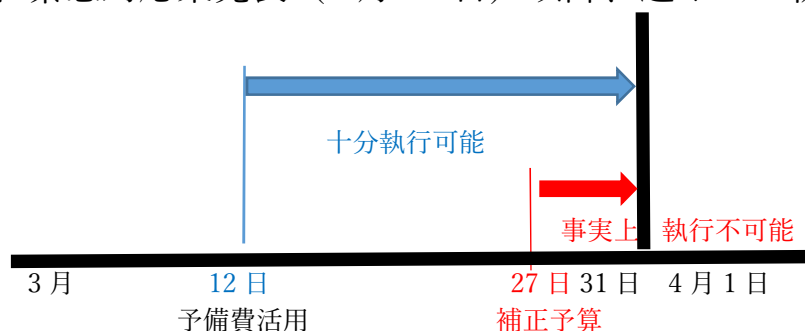 十分執行可能
事実上 執行不可能
3月 12日 27日 31日 4月1日
予備費活用 補正予算